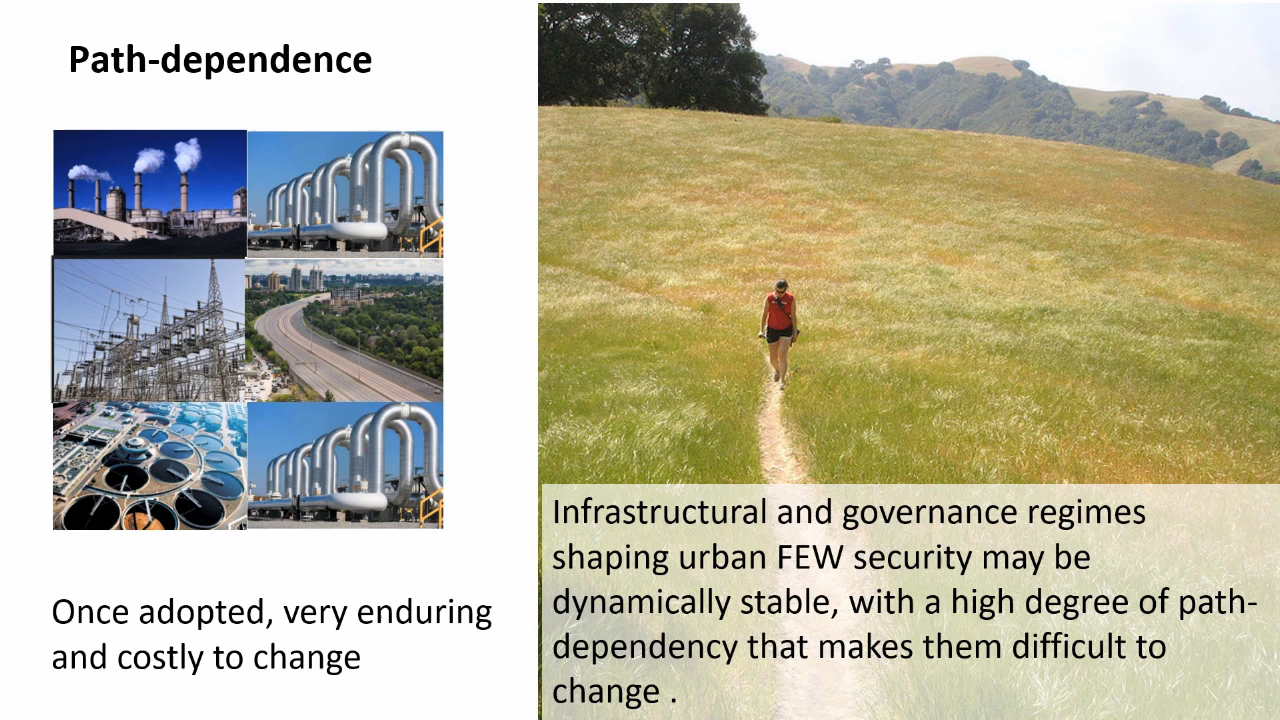 Path-dependence
Once adopted, very enduring
and costly to change
Infrastructural and governance regimes
shaping urban FEW security may be
dynamically stable, with a high degree of path-
dependency that makes them difficult to
change .